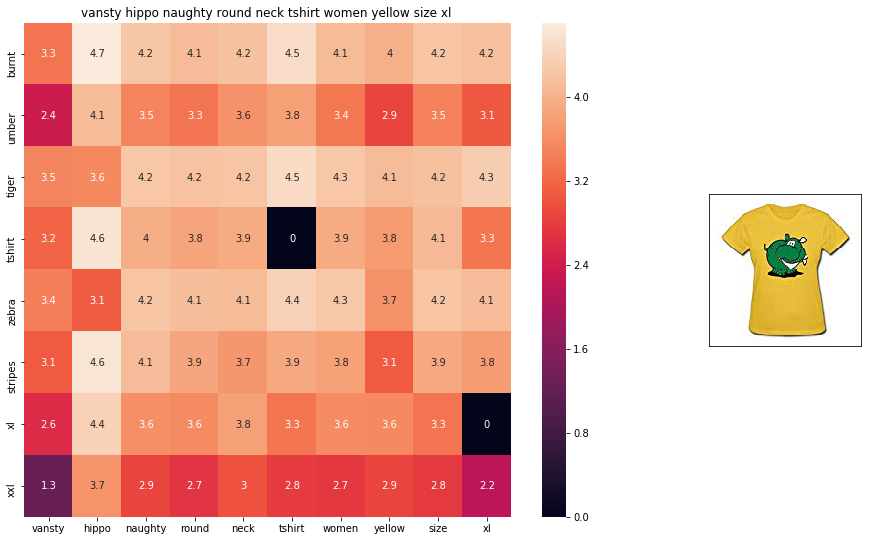 vansty hippo naughty round neck tshirt women yellow size xl
burnt 3.3 4.7 4.2 4.1 4.2 4.5 4.1 4 4.2 4.2
umber 2.4 4.1 3.5 3.3 3.6 3.8 3.4 2.9 3.5 3.1
tiger 3.5 3.6 4.2 4.2 4.2 4.5 4.3 4.1 4.2 4.3
tshirt 3.2 4.6 4 3.8 3.9 0 3.9 3.8 4.1 3.3
zebra 3.4 3.1 4.2 4.1 4.1 4.4 4.3 3.7 4.2 4.1
stripes 3.1 4.6 4.1 3.9 3.7 3.9 3.8 3.1 3.9 3.8
xl 2.6 4.4 3.6 3.6 3.8 3.3 3.6 3.6 3.3 0
xxl 1.3 3.7 2.9 2.7 3 2.8 2.7 2.9 2.8 2.2
vansty hippo naughty round neck tshirt women yellow size xl
4.0
3.2
2.4
1.6
0.8
0.0